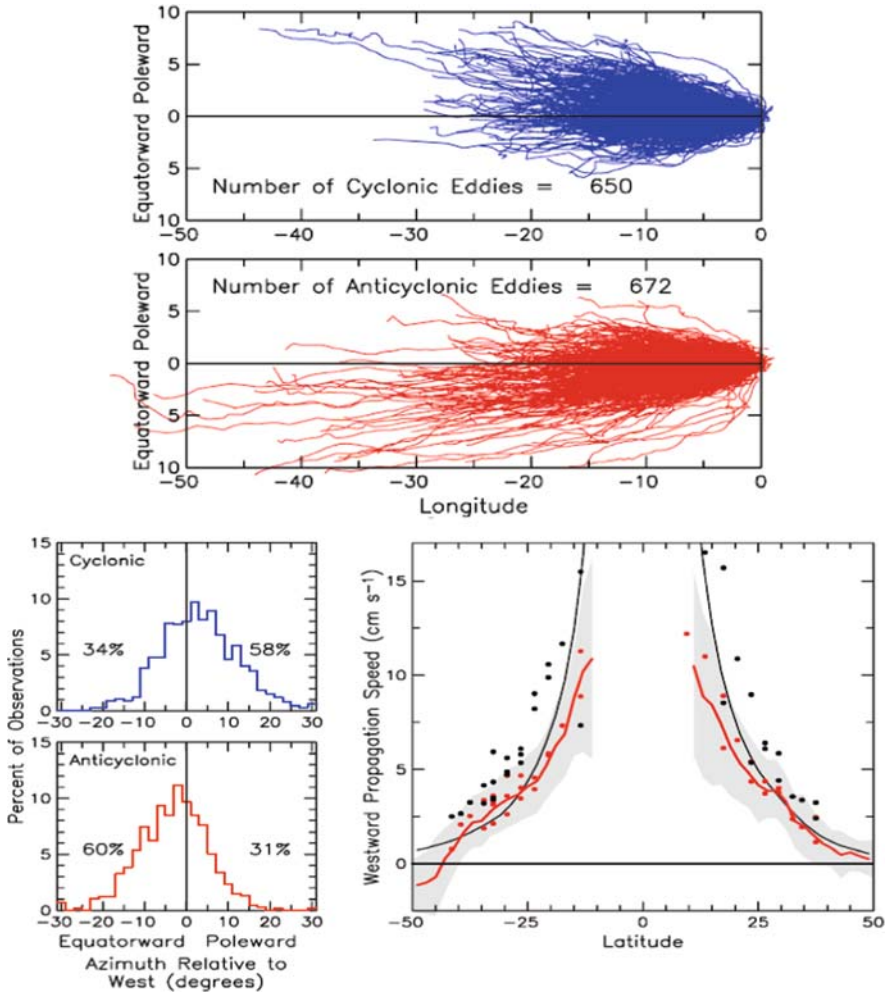 10
5
0
5
10
Equatorward Poleward
Number of Cyclonic Eddies = 650
-50 -40 -30 -20 -10 0
10
5
0
5
10
Equatorward Poleward
Number of Anticyclonic Eddies = 672
-50 -40 -30 -20 -10 0
Longitude
Percent of Observations
15
10
5
0
Cyclonic
34% 58%
-30 -20 -10 0 10 20 30
15
10
5
0
Anticyclonic
60% 31%
-30 -20 -10 0 10 20 30
Equatorward Poleward
Azimuth Relative to
West (degrees)
Westward Propagation Speed (cm s⁻¹)
15
10
5
0
-50 -25 0 25 50
Latitude